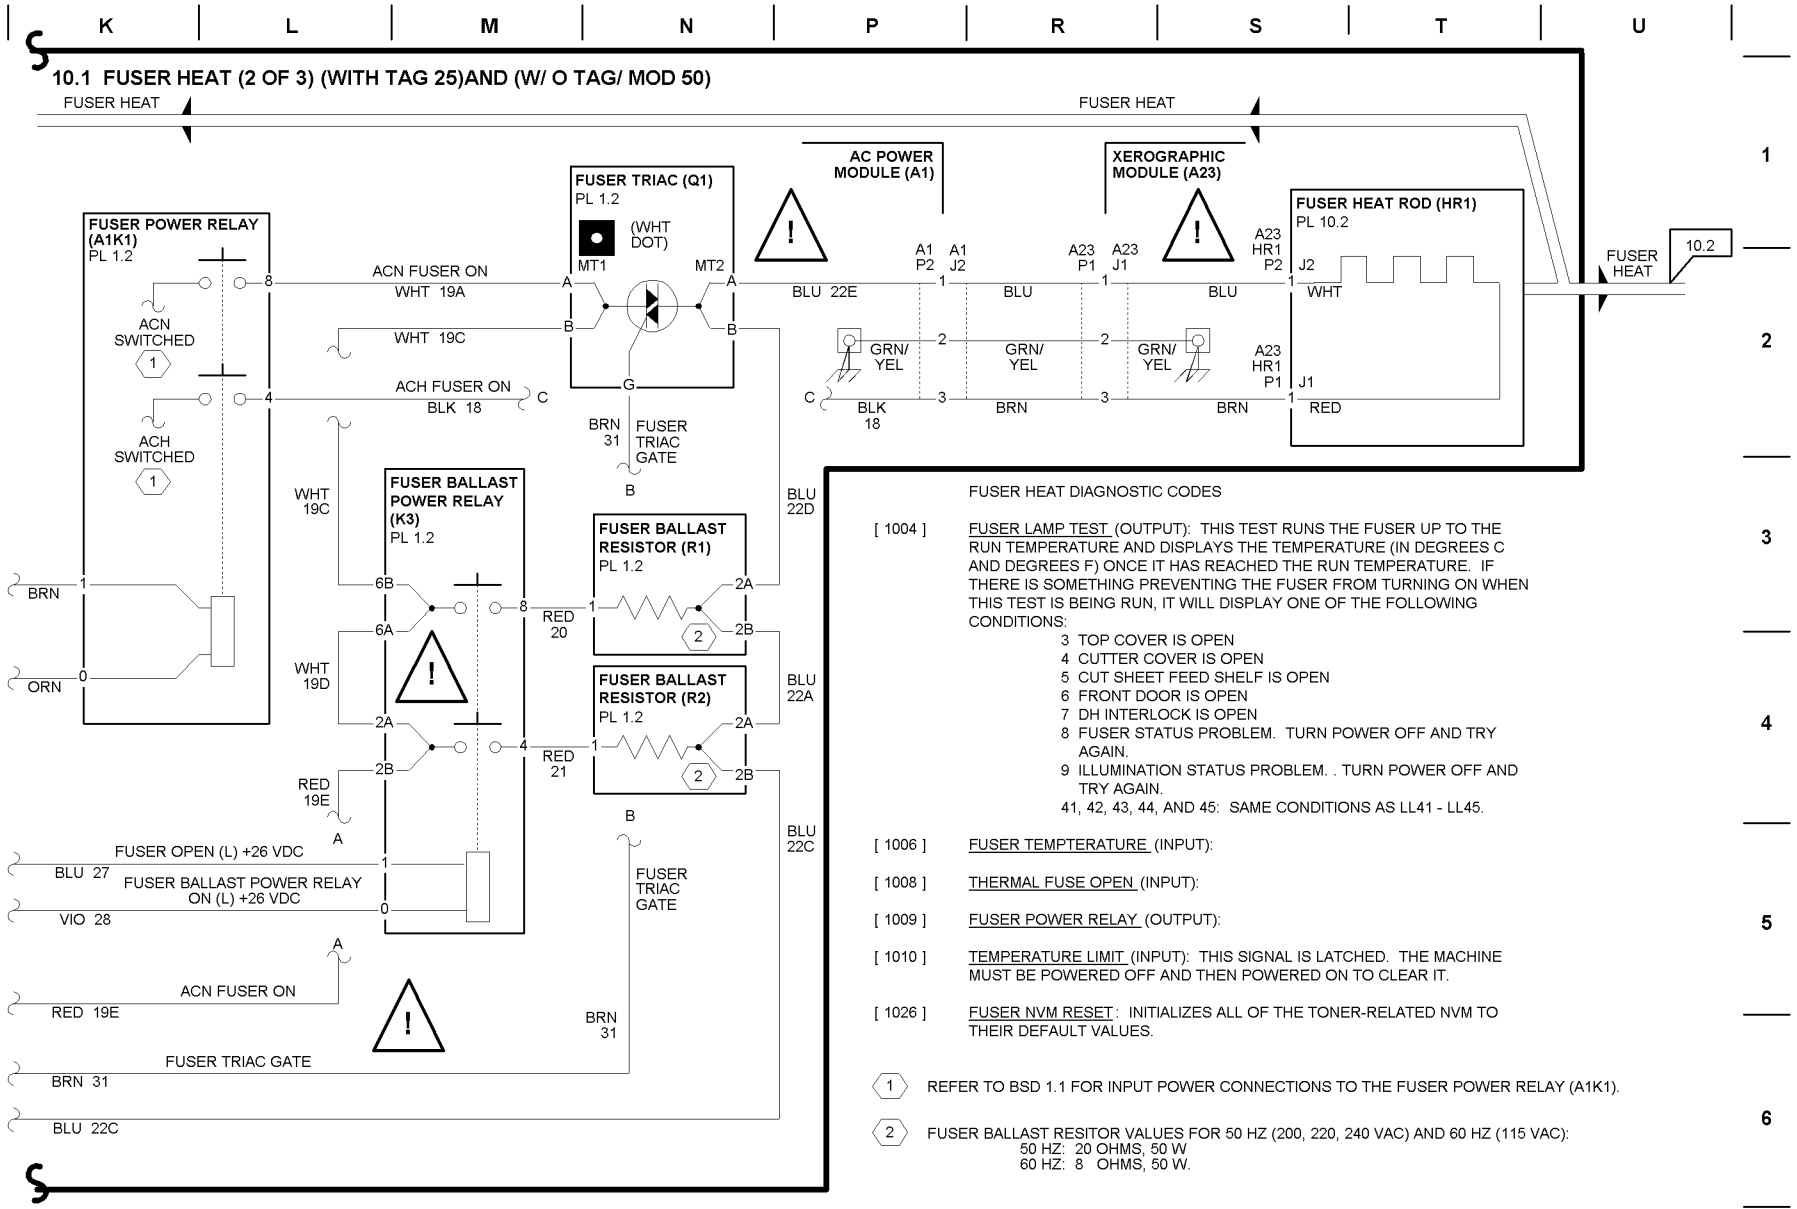 K L M N P R S T U
10.1 FUSER HEAT (2 OF 3) (WITH TAG 25)AND (W/ O TAG/ MOD 50)
FUSER HEAT
FUSER HEAT
1
2
3
4
5
6
FUSER POWER RELAY
(A1K1)
PL 1.2
8
ACN
SWITCHED
1
4
ACH
SWITCHED
1
BRN
1
ORN
0
ACN FUSER ON
WHT 19A
WHT 19C
ACH FUSER ON
BLK 18
C
FUSER TRIAC (Q1)
PL 1.2
(WHT
DOT)
MT1
MT2
A
A
B
B
G
BRN
31
FUSER
TRIAC
GATE
B
AC POWER
MODULE (A1)
!
A1 A1
P2 J2
BLU 22E
1
GRN/
YEL
2
C
BLK
18
3
XEROGRAPHIC
MODULE (A23)
!
A23 A23
P1 J1
BLU
1
BLU
GRN/
YEL
2
GRN/
YEL
BRN
3
BRN
FUSER HEAT ROD (HR1)
PL 10.2
A23
HR1
P2 J2
1
WHT
A23
HR1
P1 J1
1
RED
FUSER
HEAT
10.2
WHT
19C
WHT
19D
RED
19E
A
FUSER BALLAST
POWER RELAY
(K3)
PL 1.2
6B
6A
8
!
2A
2B
4
1
0
RED
20
RED
21
FUSER BALLAST
RESISTOR (R1)
PL 1.2
1
2A
2B
2
FUSER BALLAST
RESISTOR (R2)
PL 1.2
1
2A
2B
2
BLU
22D
BLU
22A
BLU
22C
B
FUSER
TRIAC
GATE
BRN
31
FUSER OPEN (L) +26 VDC
BLU 27
FUSER BALLAST POWER RELAY
ON (L) +26 VDC
VIO 28
A
ACN FUSER ON
RED 19E
!
FUSER TRIAC GATE
BRN 31
BLU 22C
FUSER HEAT DIAGNOSTIC CODES
[ 1004 ] FUSER LAMP TEST (OUTPUT): THIS TEST RUNS THE FUSER UP TO THE
RUN TEMPERATURE AND DISPLAYS THE TEMPERATURE (IN DEGREES C
AND DEGREES F) ONCE IT HAS REACHED THE RUN TEMPERATURE. IF
THERE IS SOMETHING PREVENTING THE FUSER FROM TURNING ON WHEN
THIS TEST IS BEING RUN, IT WILL DISPLAY ONE OF THE FOLLOWING
CONDITIONS:
3 TOP COVER IS OPEN
4 CUTTER COVER IS OPEN
5 CUT SHEET FEED SHELF IS OPEN
6 FRONT DOOR IS OPEN
7 DH INTERLOCK IS OPEN
8 FUSER STATUS PROBLEM. TURN POWER OFF AND TRY
AGAIN.
9 ILLUMINATION STATUS PROBLEM. . TURN POWER OFF AND
TRY AGAIN.
41, 42, 43, 44, AND 45: SAME CONDITIONS AS LL41 - LL45.
[ 1006 ] FUSER TEMPTERATURE (INPUT):
[ 1008 ] THERMAL FUSE OPEN (INPUT):
[ 1009 ] FUSER POWER RELAY (OUTPUT):
[ 1010 ] TEMPERATURE LIMIT (INPUT): THIS SIGNAL IS LATCHED. THE MACHINE
MUST BE POWERED OFF AND THEN POWERED ON TO CLEAR IT.
[ 1026 ] FUSER NVM RESET: INITIALIZES ALL OF THE TONER-RELATED NVM TO
THEIR DEFAULT VALUES.
1 REFER TO BSD 1.1 FOR INPUT POWER CONNECTIONS TO THE FUSER POWER RELAY (A1K1).
2 FUSER BALLAST RESITOR VALUES FOR 50 HZ (200, 220, 240 VAC) AND 60 HZ (115 VAC):
50 HZ: 20 OHMS, 50 W
60 HZ: 8 OHMS, 50 W.